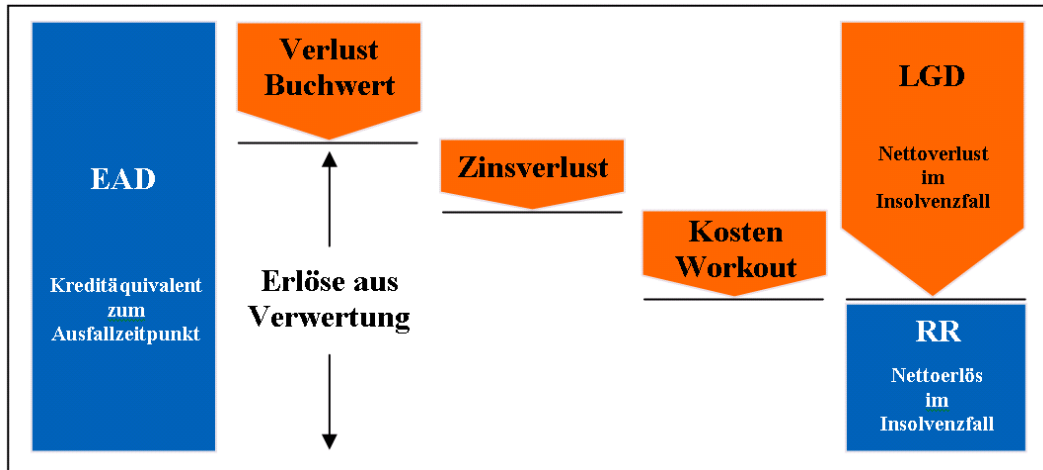 EAD
Kreditäquivalent
zum
Ausfallzeitpunkt
Verlust
Buchwert
Erlöse aus
Verwertung
Zinsverlust
Kosten
Workout
LGD
Nettoverlust
im
Insolvenzfall
RR
Nettoerlös
im
Insolvenzfall